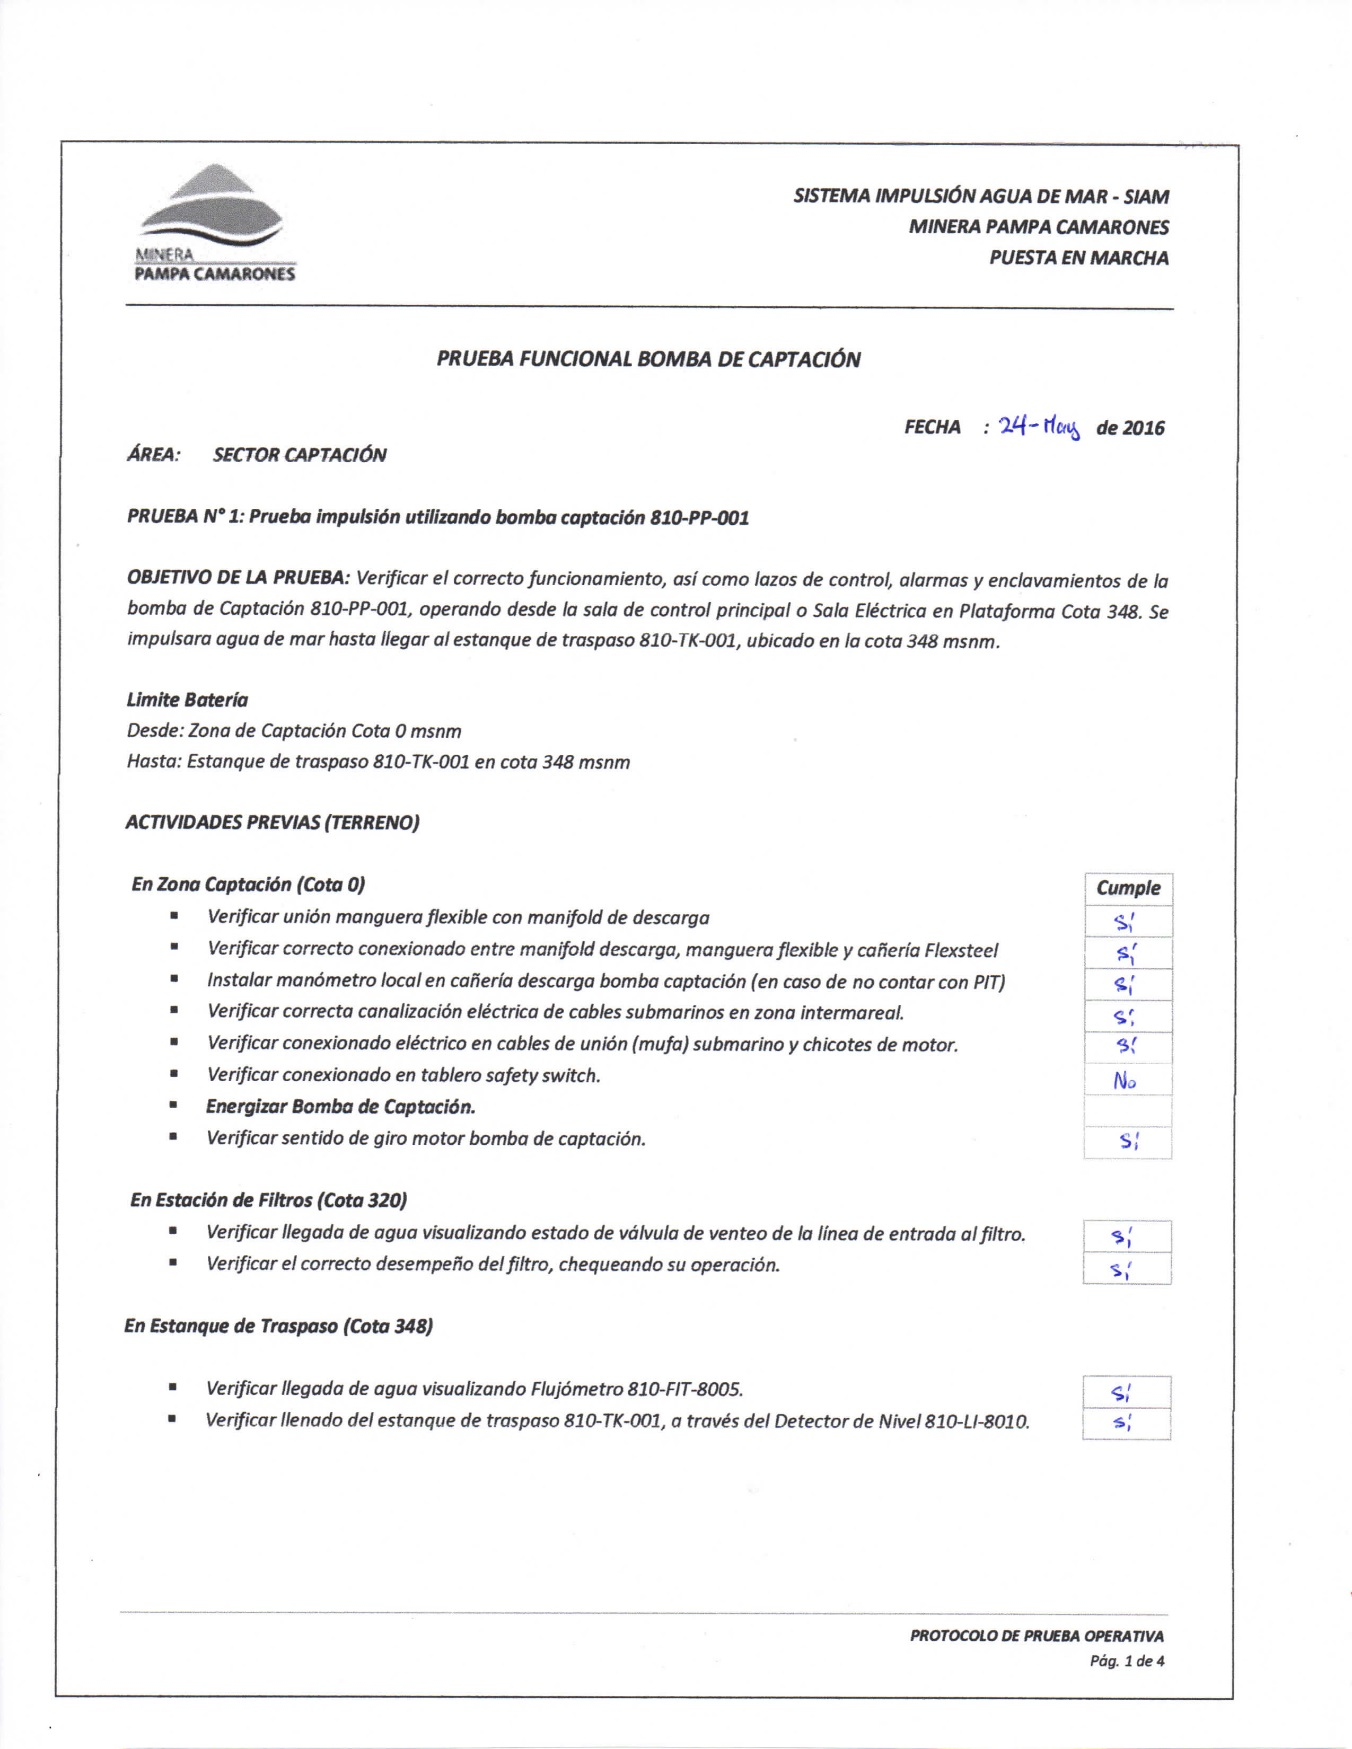 MINERA
PAMPA CAMARONES
SISTEMA IMPULSIÓN AGUA DE MAR - SIAM
MINERA PAMPA CAMARONES
PUESTA EN MARCHA
PRUEBA FUNCIONAL BOMBA DE CAPTACIÓN
FECHA : 24-May de 2016
ÁREA: SECTOR CAPTACIÓN
PRUEBA N° 1: Prueba impulsión utilizando bomba captación 810-PP-001
OBJETIVO DE LA PRUEBA: Verificar el correcto funcionamiento, así como lazos de control, alarmas y enclavamientos de la
bomba de Captación 810-PP-001, operando desde la sala de control principal o Sala Eléctrica en Plataforma Cota 348. Se
impulsara agua de mar hasta llegar al estanque de traspaso 810-TK-001, ubicado en la cota 348 msnm.
Limite Batería
Desde: Zona de Captación Cota 0 msnm
Hasta: Estanque de traspaso 810-TK-001 en cota 348 msnm
ACTIVIDADES PREVIAS (TERRENO)
En Zona Captación (Cota 0) Cumple
▪ Verificar unión manguera flexible con manifold de descarga Sí
▪ Verificar correcto conexionado entre manifold descarga, manguera flexible y cañería Flexsteel Sí
▪ Instalar manómetro local en cañería descarga bomba captación (en caso de no contar con PIT) Sí
▪ Verificar correcta canalización eléctrica de cables submarinos en zona intermareal. Sí
▪ Verificar conexionado eléctrico en cables de unión (mufa) submarino y chicotes de motor. Sí
▪ Verificar conexionado en tablero safety switch. No
▪ Energizar Bomba de Captación.
▪ Verificar sentido de giro motor bomba de captación. Sí
En Estación de Filtros (Cota 320)
▪ Verificar llegada de agua visualizando estado de válvula de venteo de la línea de entrada al filtro. Sí
▪ Verificar el correcto desempeño del filtro, chequeando su operación. Sí
En Estanque de Traspaso (Cota 348)
▪ Verificar llegada de agua visualizando Flujómetro 810-FIT-8005. Sí
▪ Verificar llenado del estanque de traspaso 810-TK-001, a través del Detector de Nivel 810-LI-8010. Sí
PROTOCOLO DE PRUEBA OPERATIVA
Pág. 1 de 4